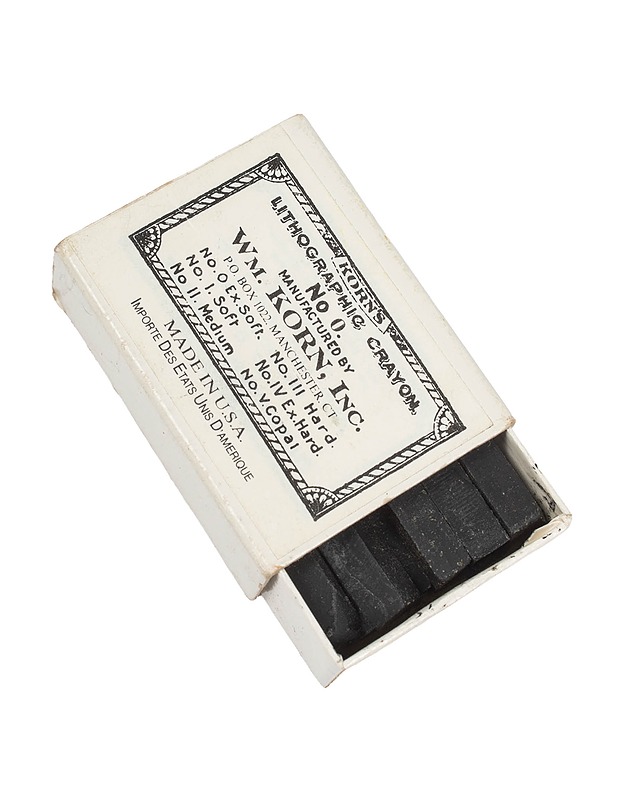 KORN'S
LITHOGRAPHIC CRAYON.
No 0.
MANUFACTURED BY
WM. KORN, INC.
P.O. BOX 1022, MANCHESTER, CT
No. 0 Ex. Soft. No. III Hard.
No. I. Soft No. IV Ex. Hard.
No II. Medium No. V. Copal
MADE IN U.S.A.
IMPORTE DES ETATS UNIS D'AMERIQUE